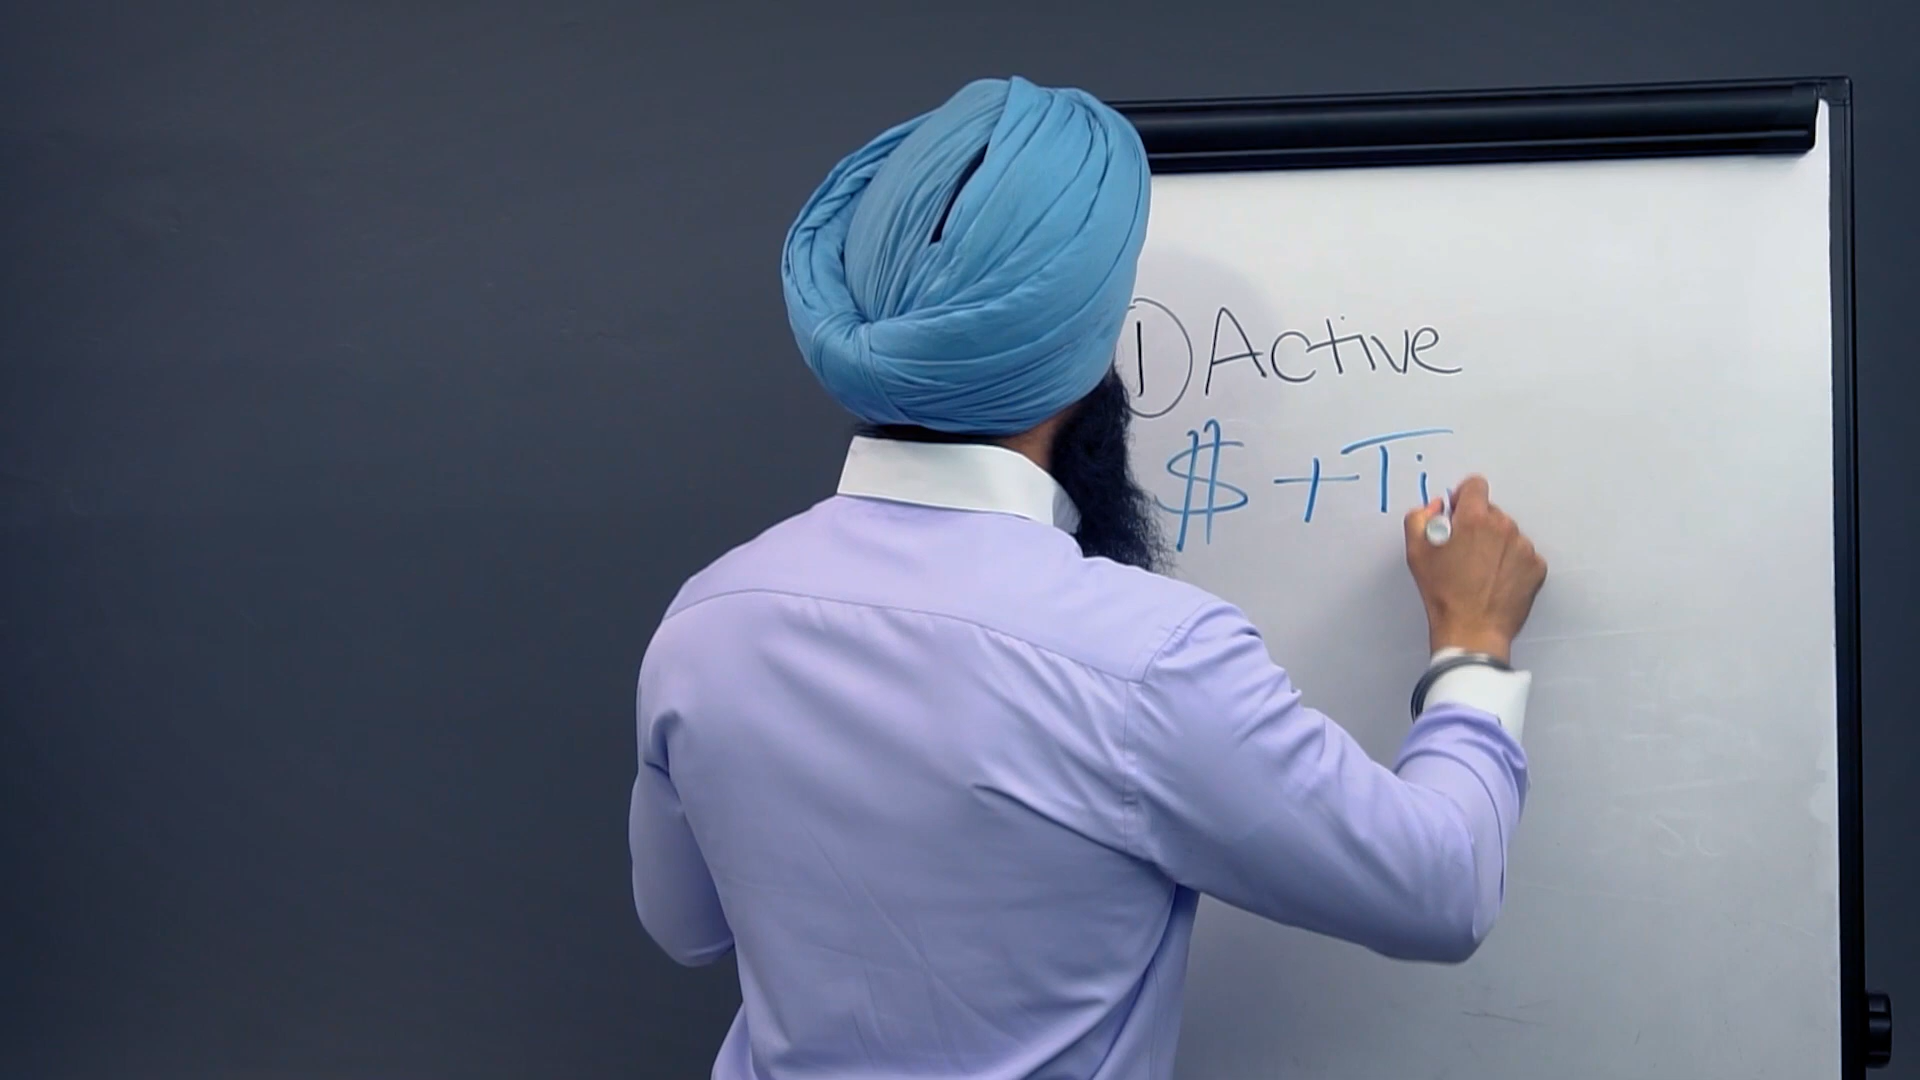 ① Active
$ + Ti